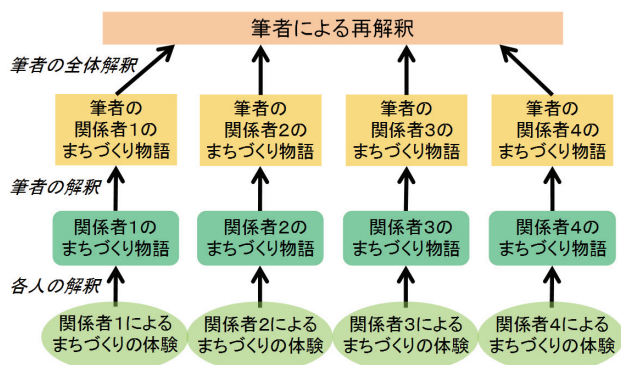 筆者による再解釈
筆者の全体解釈
筆者の
関係者1の
まちづくり物語
筆者の
関係者2の
まちづくり物語
筆者の
関係者3の
まちづくり物語
筆者の
関係者4の
まちづくり物語
筆者の解釈
関係者1の
まちづくり物語
関係者2の
まちづくり物語
関係者3の
まちづくり物語
関係者4の
まちづくり物語
各人の解釈
関係者1による
まちづくりの体験
関係者2による
まちづくりの体験
関係者3による
まちづくりの体験
関係者4による
まちづくりの体験